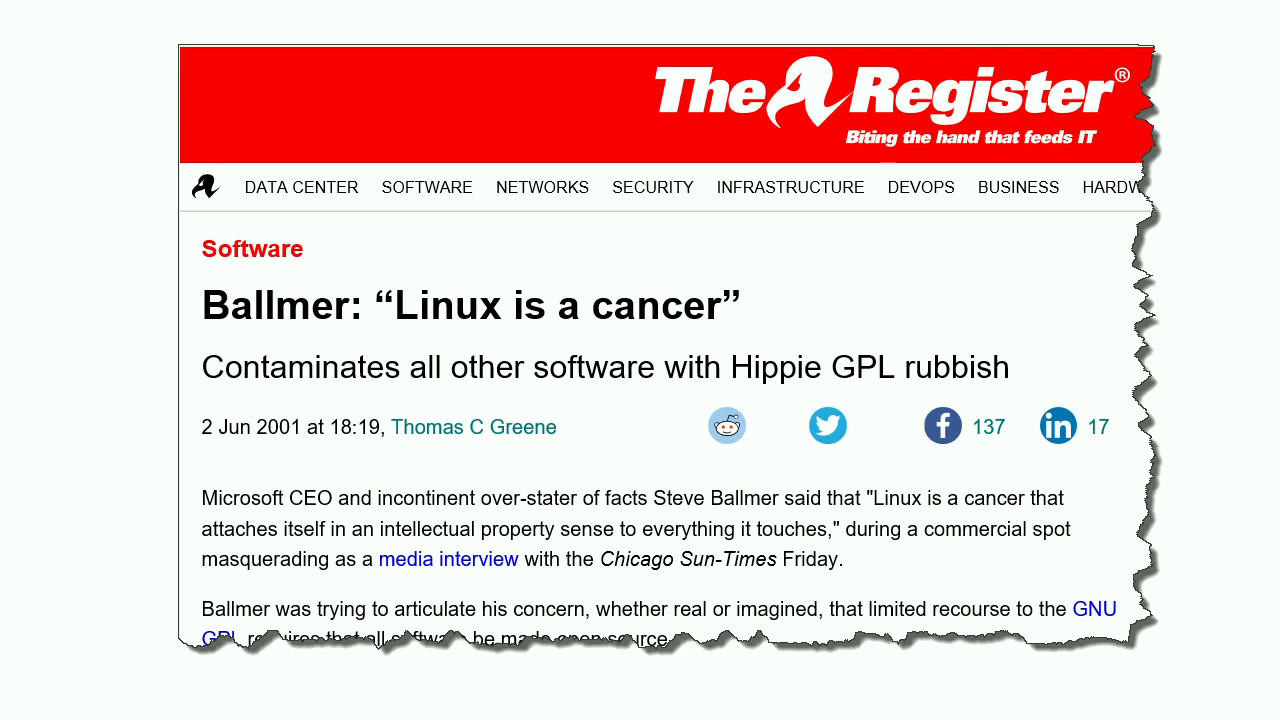 The Register®
Biting the hand that feeds IT
DATA CENTER SOFTWARE NETWORKS SECURITY INFRASTRUCTURE DEVOPS BUSINESS HARDW
Software
Ballmer: “Linux is a cancer”
Contaminates all other software with Hippie GPL rubbish
2 Jun 2001 at 18:19, Thomas C Greene 137 17
Microsoft CEO and incontinent over-stater of facts Steve Ballmer said that "Linux is a cancer that
attaches itself in an intellectual property sense to everything it touches," during a commercial spot
masquerading as a media interview with the Chicago Sun-Times Friday.
Ballmer was trying to articulate his concern, whether real or imagined, that limited recourse to the GNU
GPL requires that all software be made open source